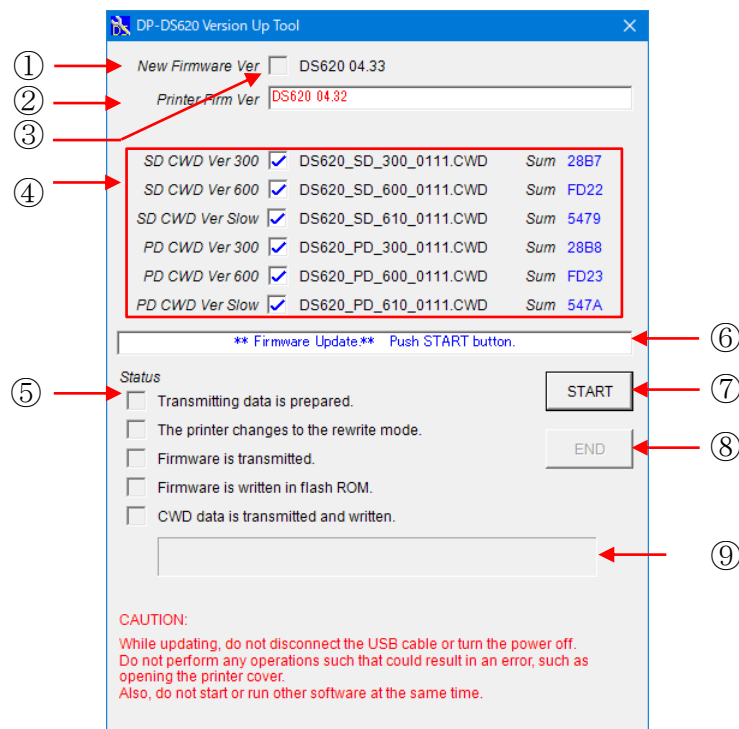 DP-DS620 Version Up Tool
① New Firmware Ver DS620 04.33
② Printer Firm Ver DS620 04.32
③
④ SD CWD Ver 300 DS620_SD_300_0111.CWD Sum 28B7
SD CWD Ver 600 DS620_SD_600_0111.CWD Sum FD22
SD CWD Ver Slow DS620_SD_610_0111.CWD Sum 5479
PD CWD Ver 300 DS620_PD_300_0111.CWD Sum 28B8
PD CWD Ver 600 DS620_PD_600_0111.CWD Sum FD23
PD CWD Ver Slow DS620_PD_610_0111.CWD Sum 547A
** Firmware Update.** Push START button. ⑥
Status
⑤ Transmitting data is prepared. START ⑦
The printer changes to the rewrite mode.
Firmware is transmitted. END ⑧
Firmware is written in flash ROM.
CWD data is transmitted and written.
⑨
CAUTION:
While updating, do not disconnect the USB cable or turn the power off.
Do not perform any operations such that could result in an error, such as
opening the printer cover.
Also, do not start or run other software at the same time.